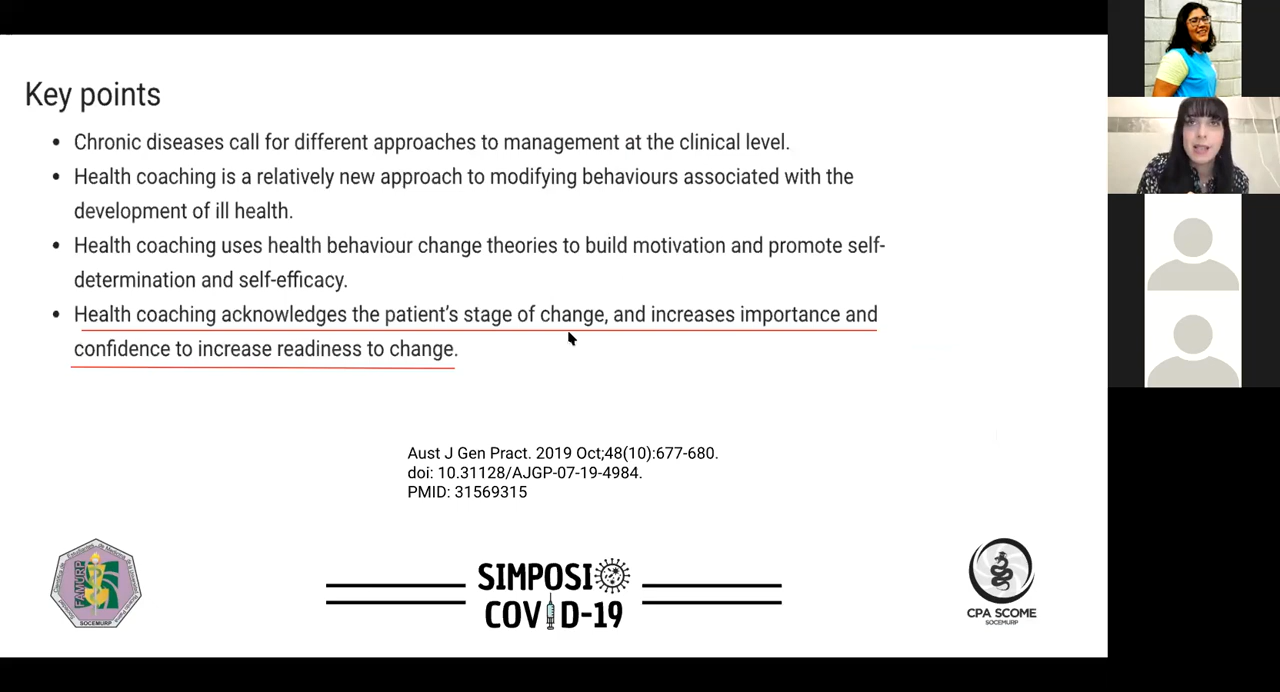 Key points
• Chronic diseases call for different approaches to management at the clinical level.
• Health coaching is a relatively new approach to modifying behaviours associated with the
development of ill health.
• Health coaching uses health behaviour change theories to build motivation and promote self-
determination and self-efficacy.
• Health coaching acknowledges the patient's stage of change, and increases importance and
confidence to increase readiness to change.
Aust J Gen Pract. 2019 Oct;48(10):677-680.
doi: 10.31128/AJGP-07-19-4984.
PMID: 31569315
FAMURP
SOCEMURP
SIMPOSI
COVID-19
CPA SCOME
SOCEMURP